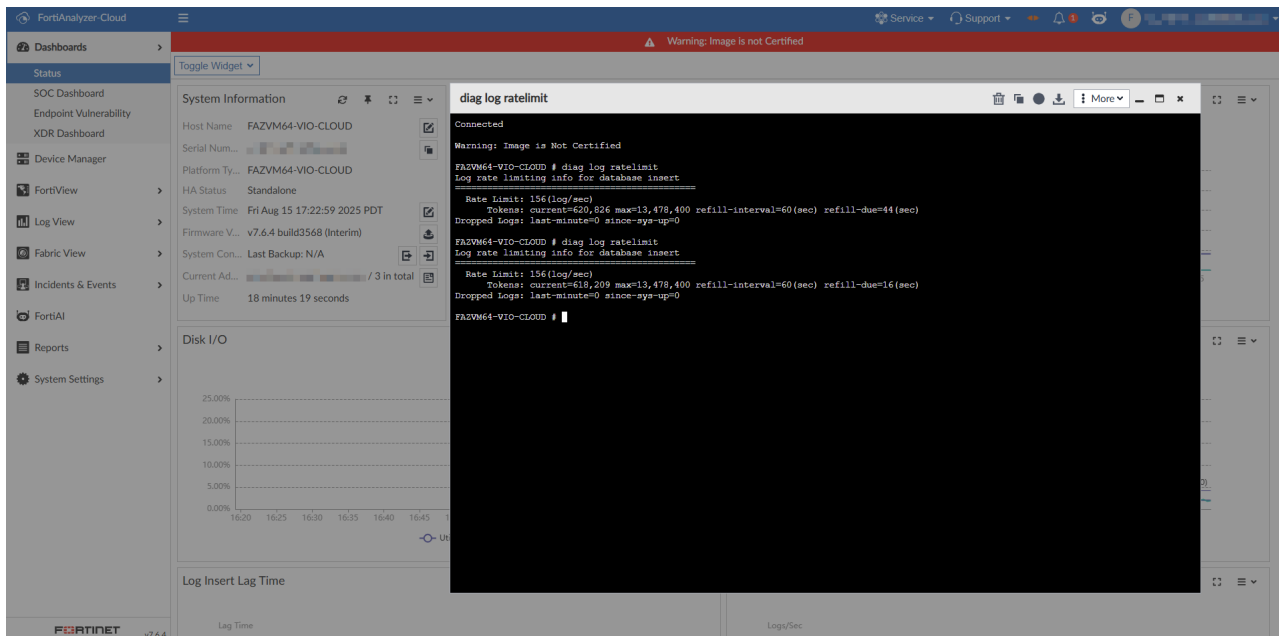 FortiAnalyzer-Cloud
Service
Support
1
F
Dashboards
Warning: Image is not Certified
Status
Toggle Widget
SOC Dashboard
Endpoint Vulnerability
XDR Dashboard
Device Manager
FortiView
Log View
Fabric View
Incidents & Events
FortiAI
Reports
System Settings
System Information
Host Name FAZVM64-VIO-CLOUD
Serial Num...
Platform Ty... FAZVM64-VIO-CLOUD
HA Status Standalone
System Time Fri Aug 15 17:22:59 2025 PDT
Firmware V... v7.6.4 build3568 (Interim)
System Con... Last Backup: N/A
Current Ad... / 3 in total
Up Time 18 minutes 19 seconds
diag log ratelimit
More
Connected
Warning: Image is Not Certified
FAZVM64-VIO-CLOUD # diag log ratelimit
Log rate limiting info for database insert
==============================================
Rate Limit: 156(log/sec)
Tokens: current=620,826 max=13,478,400 refill-interval=60(sec) refill-due=44(sec)
Dropped Logs: last-minute=0 since-sys-up=0
FAZVM64-VIO-CLOUD # diag log ratelimit
Log rate limiting info for database insert
==============================================
Rate Limit: 156(log/sec)
Tokens: current=618,209 max=13,478,400 refill-interval=60(sec) refill-due=16(sec)
Dropped Logs: last-minute=0 since-sys-up=0
FAZVM64-VIO-CLOUD #
Disk I/O
25.00%
20.00%
15.00%
10.00%
5.00%
0.00%
16:20 16:25 16:30 16:35 16:40 16:45
Log Insert Lag Time
Lag Time
Logs/Sec
FORTINET v7.6.4